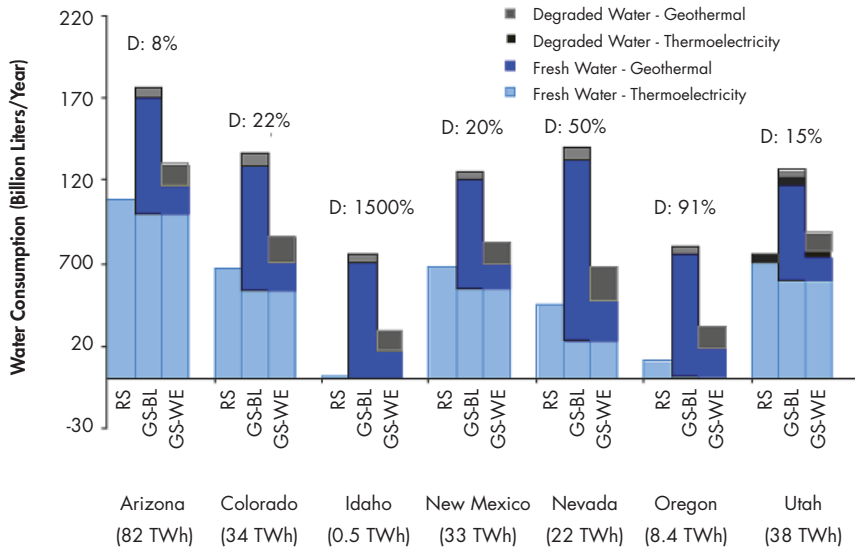 Water Consumption (Billion Liters/Year)
220
170
120
700
20
-30
Degraded Water - Geothermal
Degraded Water - Thermoelectricity
Fresh Water - Geothermal
Fresh Water - Thermoelectricity
D: 8%
D: 22%
D: 1500%
D: 20%
D: 50%
D: 91%
D: 15%
RS GS-BL GS-WE
RS GS-BL GS-WE
RS GS-BL GS-WE
RS GS-BL GS-WE
RS GS-BL GS-WE
RS GS-BL GS-WE
RS GS-BL GS-WE
Arizona Colorado Idaho New Mexico Nevada Oregon Utah
(82 TWh) (34 TWh) (0.5 TWh) (33 TWh) (22 TWh) (8.4 TWh) (38 TWh)